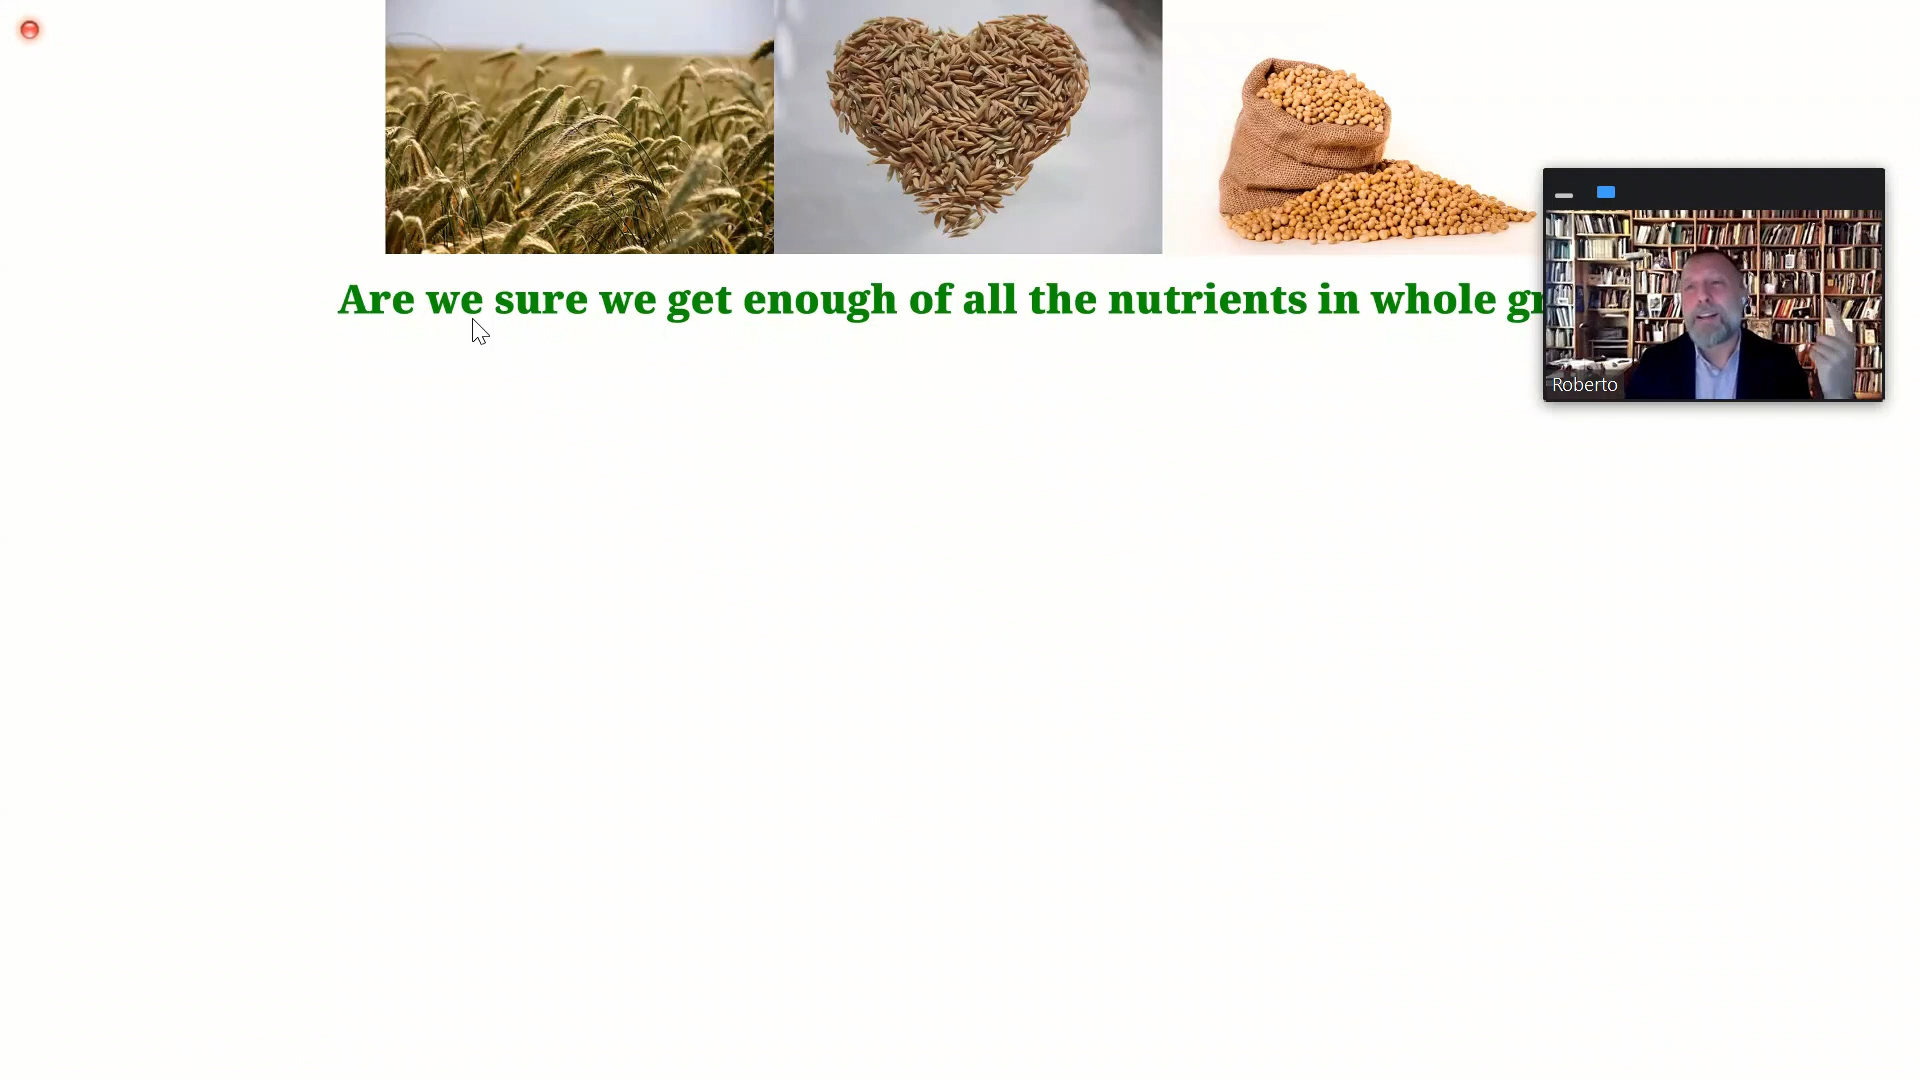 Are we sure we get enough of all the nutrients in whole
Roberto